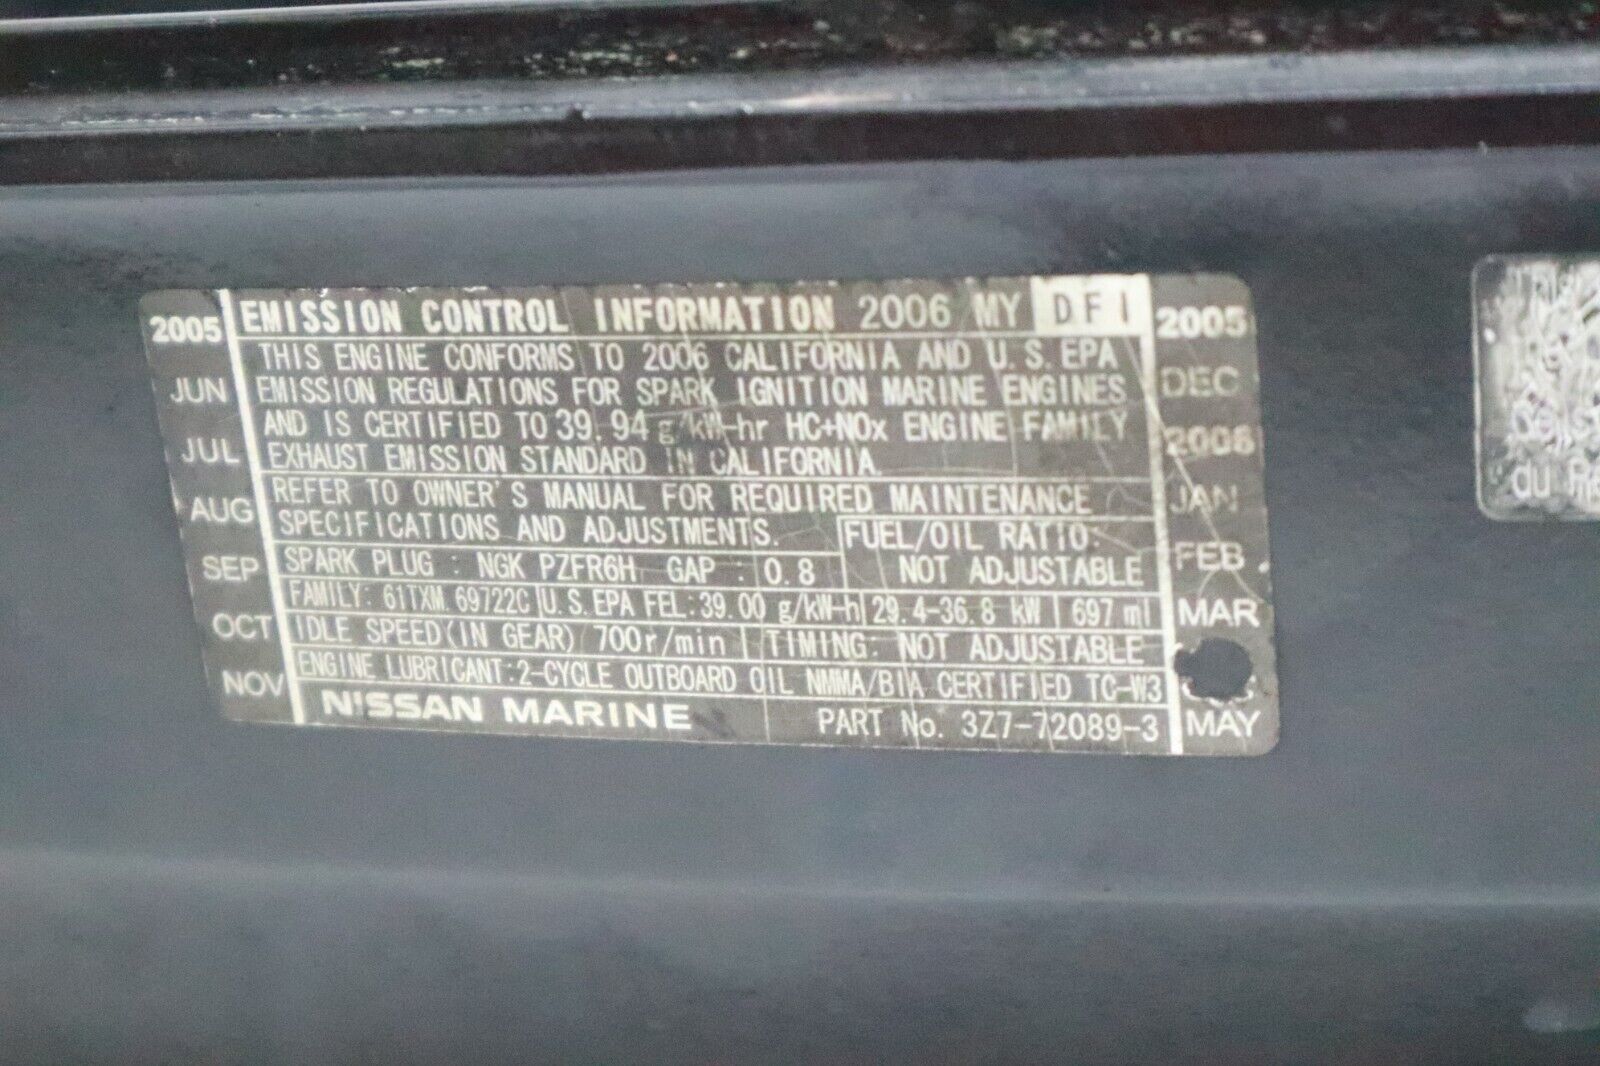 2005
JUN
JUL
AUG
SEP
OCT
NOV
EMISSION CONTROL INFORMATION 2006 MY DFI
THIS ENGINE CONFORMS TO 2006 CALIFORNIA AND U.S.EPA
EMISSION REGULATIONS FOR SPARK IGNITION MARINE ENGINES
AND IS CERTIFIED TO 39.94 g/kW-hr HC+NOx ENGINE FAMILY
EXHAUST EMISSION STANDARD IN CALIFORNIA.
REFER TO OWNER'S MANUAL FOR REQUIRED MAINTENANCE
SPECIFICATIONS AND ADJUSTMENTS.
FUEL/OIL RATIO:
NOT ADJUSTABLE
SPARK PLUG : NGK PZFR6H GAP : 0.8
FAMILY: 61TXM.69722C U.S.EPA FEL:39.00 g/kW-h 29.4-36.8 kW 697 ml
IDLE SPEED(IN GEAR) 700r/min TIMING: NOT ADJUSTABLE
ENGINE LUBRICANT:2-CYCLE OUTBOARD OIL NMMA/BIA CERTIFIED TC-W3
NISSAN MARINE PART No. 3Z7-72089-3
2005
DEC
2006
JAN
FEB
MAR
MAY
du